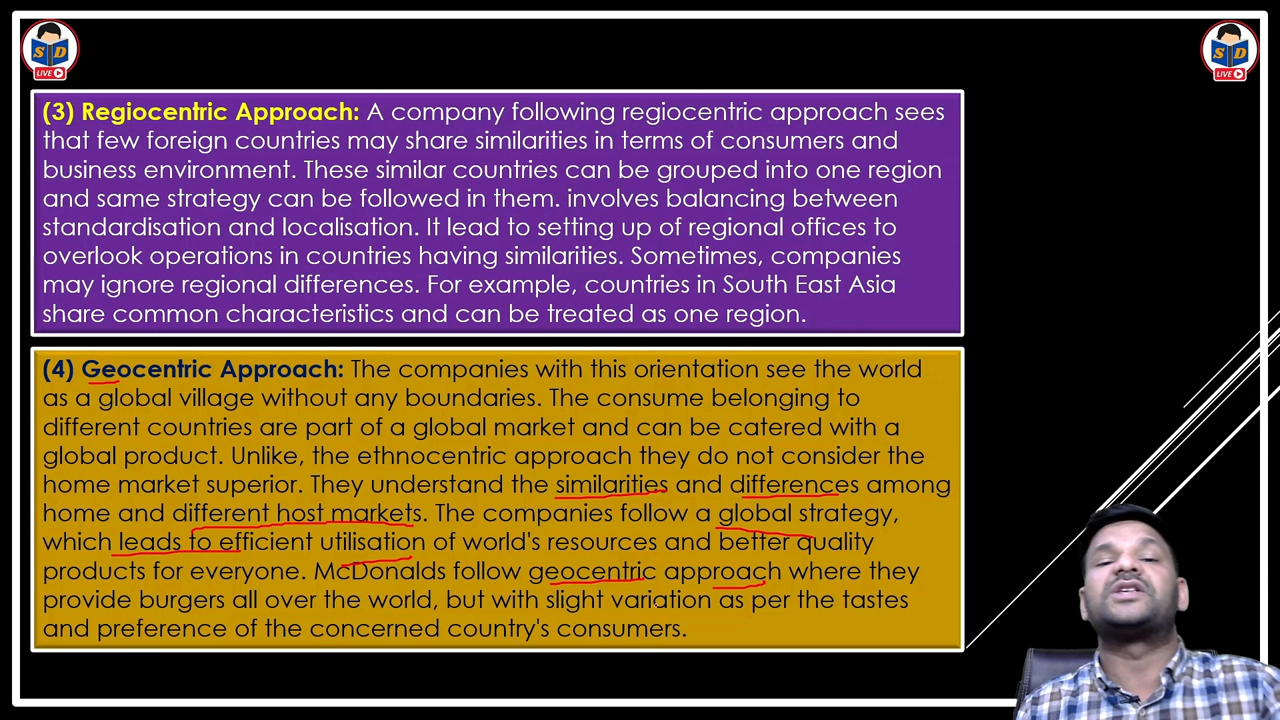 S D
LIVE
S D
LIVE
(3) Regiocentric Approach: A company following regiocentric approach sees
that few foreign countries may share similarities in terms of consumers and
business environment. These similar countries can be grouped into one region
and same strategy can be followed in them. involves balancing between
standardisation and localisation. It lead to setting up of regional offices to
overlook operations in countries having similarities. Sometimes, companies
may ignore regional differences. For example, countries in South East Asia
share common characteristics and can be treated as one region.
(4) Geocentric Approach: The companies with this orientation see the world
as a global village without any boundaries. The consume belonging to
different countries are part of a global market and can be catered with a
global product. Unlike, the ethnocentric approach they do not consider the
home market superior. They understand the similarities and differences among
home and different host markets. The companies follow a global strategy,
which leads to efficient utilisation of world's resources and better quality
products for everyone. McDonalds follow geocentric approach where they
provide burgers all over the world, but with slight variation as per the tastes
and preference of the concerned country's consumers.